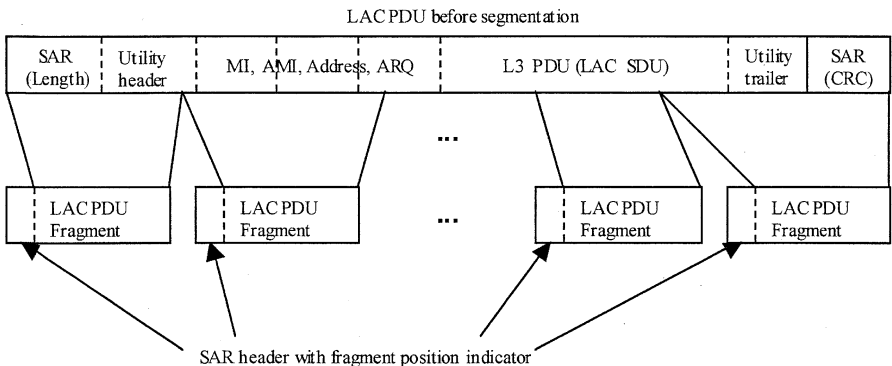 LAC PDU before segmentation
SAR (Length)
Utility header
MI, AMI, Address, ARQ
L3 PDU (LAC SDU)
Utility trailer
SAR (CRC)
...
LAC PDU Fragment
LAC PDU Fragment
...
LAC PDU Fragment
LAC PDU Fragment
SAR header with fragment position indicator